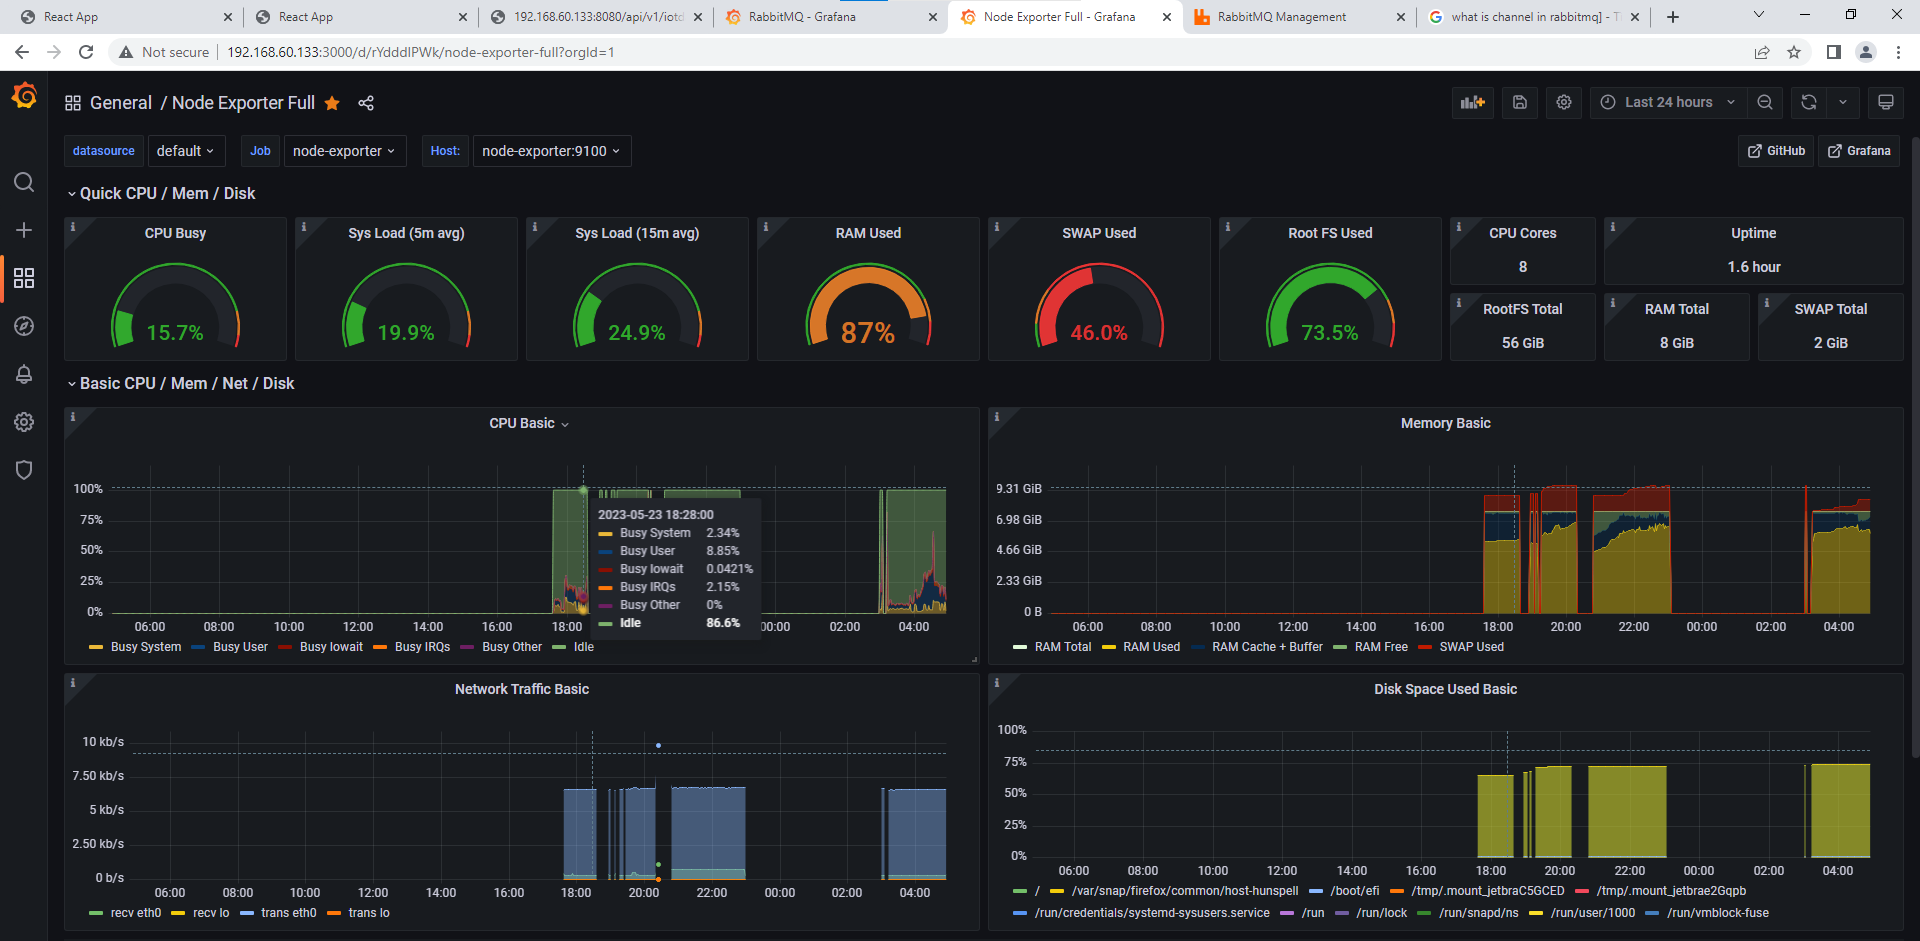 React App
React App
192.168.60.133:8080/api/v1/iotd
RabbitMQ - Grafana
Node Exporter Full - Grafana
RabbitMQ Management
what is channel in rabbitmq] - T
Not secure
192.168.60.133:3000/d/rYdddlPWk/node-exporter-full?orgId=1
General / Node Exporter Full
Last 24 hours
datasource default Job node-exporter Host: node-exporter:9100
GitHub
Grafana
Quick CPU / Mem / Disk
CPU Busy
15.7%
Sys Load (5m avg)
19.9%
Sys Load (15m avg)
24.9%
RAM Used
87%
SWAP Used
46.0%
Root FS Used
73.5%
CPU Cores
8
Uptime
1.6 hour
RootFS Total
56 GiB
RAM Total
8 GiB
SWAP Total
2 GiB
Basic CPU / Mem / Net / Disk
CPU Basic
100%
75%
50%
25%
0%
06:00 08:00 10:00 12:00 14:00 16:00 18:00 00:00 02:00 04:00
2023-05-23 18:28:00
Busy System 2.34%
Busy User 8.85%
Busy Iowait 0.0421%
Busy IRQs 2.15%
Busy Other 0%
Idle 86.6%
Busy System Busy User Busy Iowait Busy IRQs Busy Other Idle
Memory Basic
9.31 GiB
6.98 GiB
4.66 GiB
2.33 GiB
0 B
06:00 08:00 10:00 12:00 14:00 16:00 18:00 20:00 22:00 00:00 02:00 04:00
RAM Total RAM Used RAM Cache + Buffer RAM Free SWAP Used
Network Traffic Basic
10 kb/s
7.50 kb/s
5 kb/s
2.50 kb/s
0 b/s
06:00 08:00 10:00 12:00 14:00 16:00 18:00 20:00 22:00 00:00 02:00 04:00
recv eth0 recv lo trans eth0 trans lo
Disk Space Used Basic
100%
75%
50%
25%
0%
06:00 08:00 10:00 12:00 14:00 16:00 18:00 20:00 22:00 00:00 02:00 04:00
/ /var/snap/firefox/common/host-hunspell /boot/efi /tmp/.mount_jetbraC5GCED /tmp/.mount_jetbrae2Gqpb
/run/credentials/systemd-sysusers.service /run /run/lock /run/snapd/ns /run/user/1000 /run/vmblock-fuse